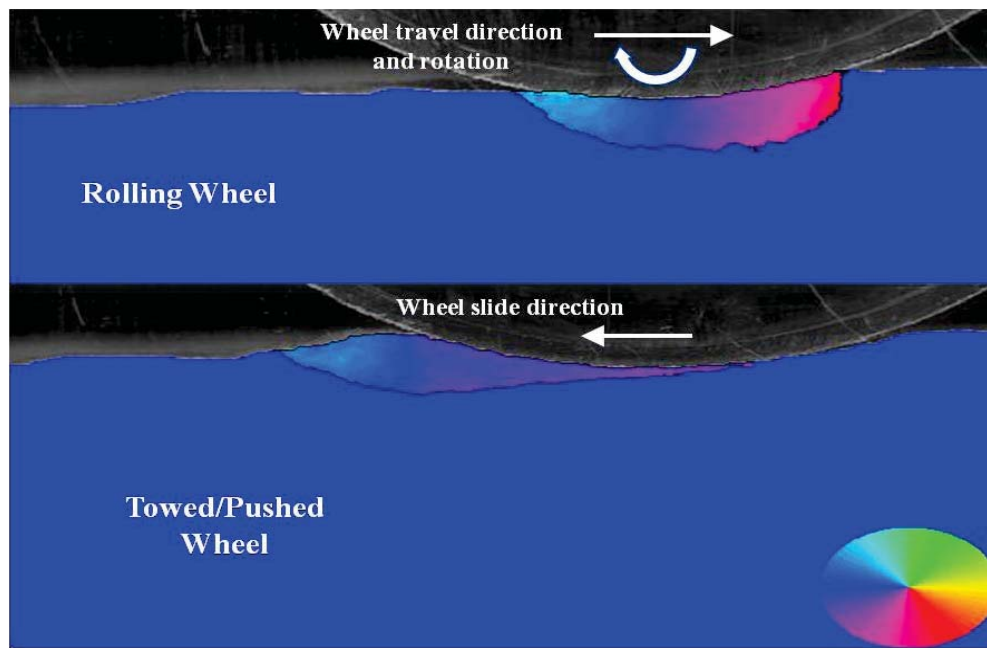 Wheel travel direction
and rotation
Rolling Wheel
Wheel slide direction
Towed/Pushed
Wheel